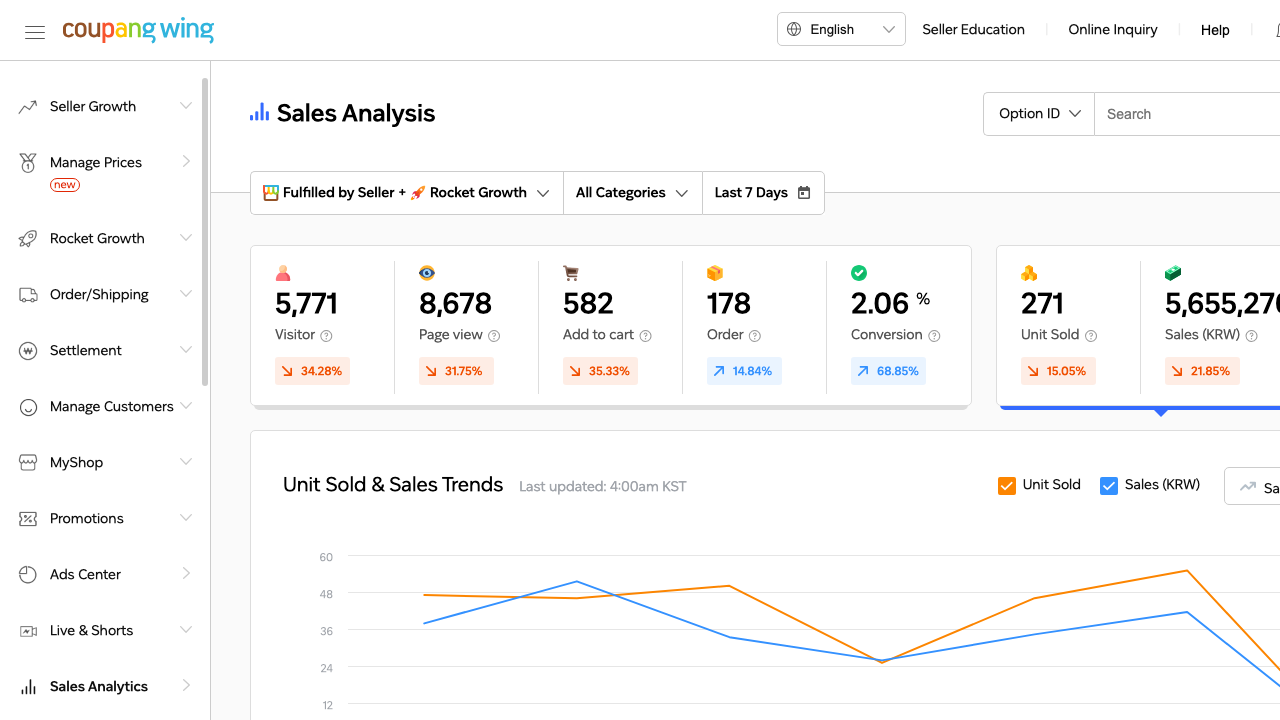 coupang wing
English
Seller Education
Online Inquiry
Help
Seller Growth
Manage Prices
new
Rocket Growth
Order/Shipping
Settlement
Manage Customers
MyShop
Promotions
Ads Center
Live & Shorts
Sales Analytics
Sales Analysis
Option ID
Search
Fulfilled by Seller + Rocket Growth
All Categories
Last 7 Days
5,771
Visitor
34.28%
8,678
Page view
31.75%
582
Add to cart
35.33%
178
Order
14.84%
2.06 %
Conversion
68.85%
271
Unit Sold
15.05%
5,655,27
Sales (KRW)
21.85%
Unit Sold & Sales Trends
Last updated: 4:00am KST
Unit Sold
Sales (KRW)
Sa
60
48
36
24
12